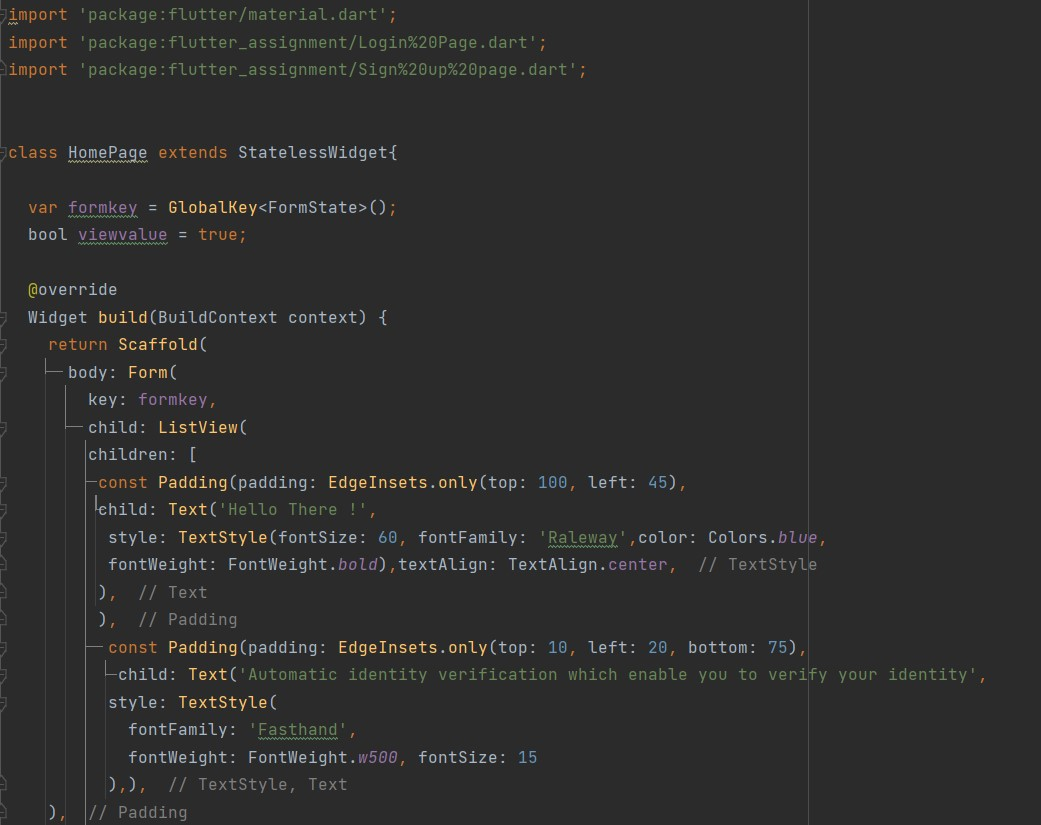 import 'package:flutter/material.dart';
import 'package:flutter_assignment/Login%20Page.dart';
import 'package:flutter_assignment/Sign%20up%20page.dart';
class HomePage extends StatelessWidget{
var formkey = GlobalKey<FormState>();
bool viewvalue = true;
@override
Widget build(BuildContext context) {
return Scaffold(
body: Form(
key: formkey,
child: ListView(
children: [
const Padding(padding: EdgeInsets.only(top: 100, left: 45),
child: Text('Hello There !',
style: TextStyle(fontSize: 60, fontFamily: 'Raleway',color: Colors.blue,
fontWeight: FontWeight.bold),textAlign: TextAlign.center, // TextStyle
), // Text
), // Padding
const Padding(padding: EdgeInsets.only(top: 10, left: 20, bottom: 75),
child: Text('Automatic identity verification which enable you to verify your identity',
style: TextStyle(
fontFamily: 'Fasthand',
fontWeight: FontWeight.w500, fontSize: 15
),), // TextStyle, Text
), // Padding